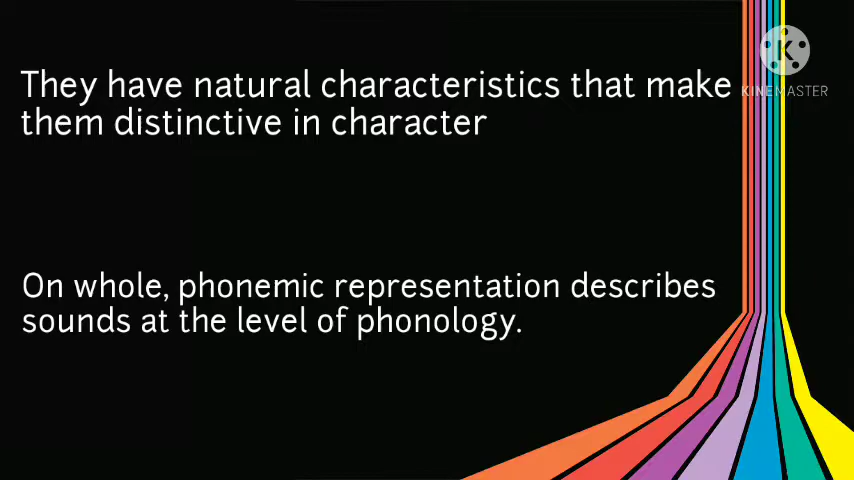 They have natural characteristics that make
them distinctive in character
KINEMASTER
On whole, phonemic representation describes
sounds at the level of phonology.